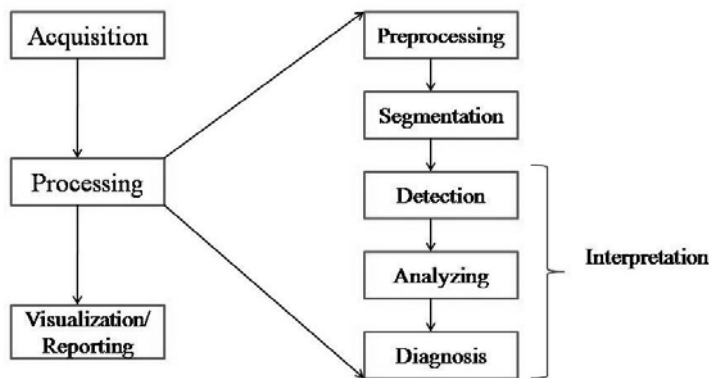 Acquisition
Processing
Visualization/
Reporting
Preprocessing
Segmentation
Detection
Analyzing
Diagnosis
Interpretation